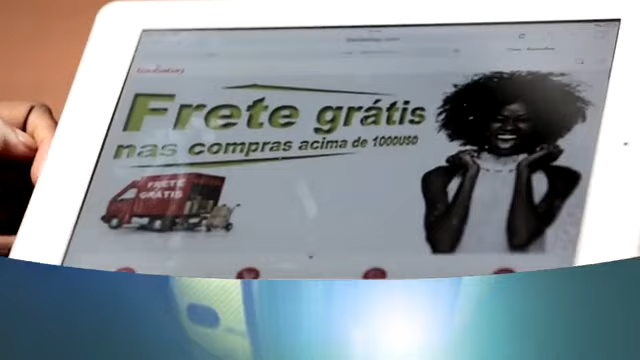 Frete grátis
nas compras acima de 1000USD
FRETE
GRÁTIS